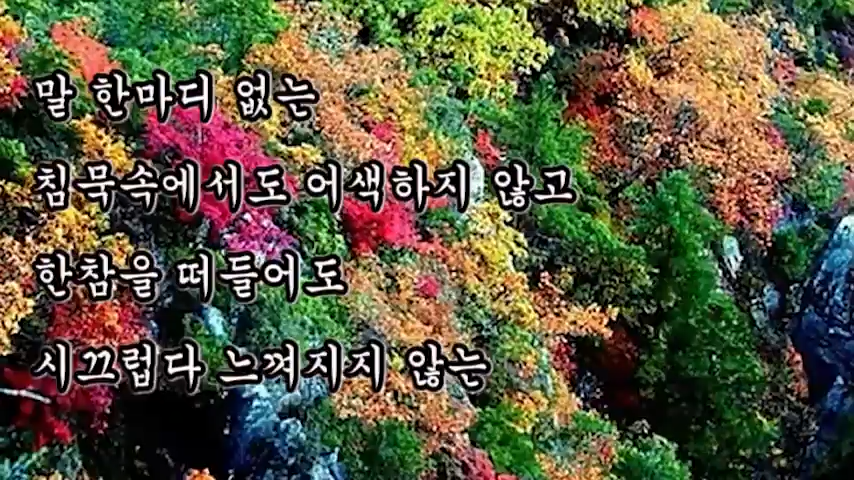 말 한마디 없는
침묵속에서도 어색하지 않고
한참을 떠들어도
시끄럽다 느껴지지 않는